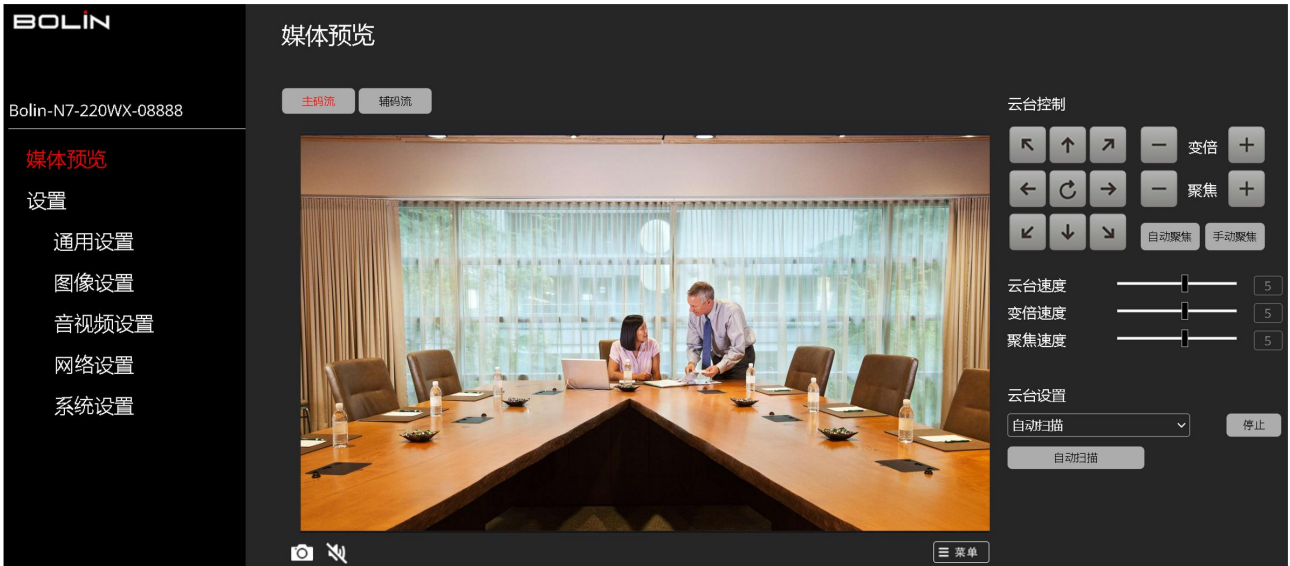 BOLIN
Bolin-N7-220WX-08888
媒体预览
设置
通用设置
图像设置
音视频设置
网络设置
系统设置
媒体预览
主码流 辅码流
云台控制
变倍
聚焦
自动聚焦 手动聚焦
云台速度 5
变倍速度 5
聚焦速度 5
云台设置
自动扫描 停止
自动扫描
菜单